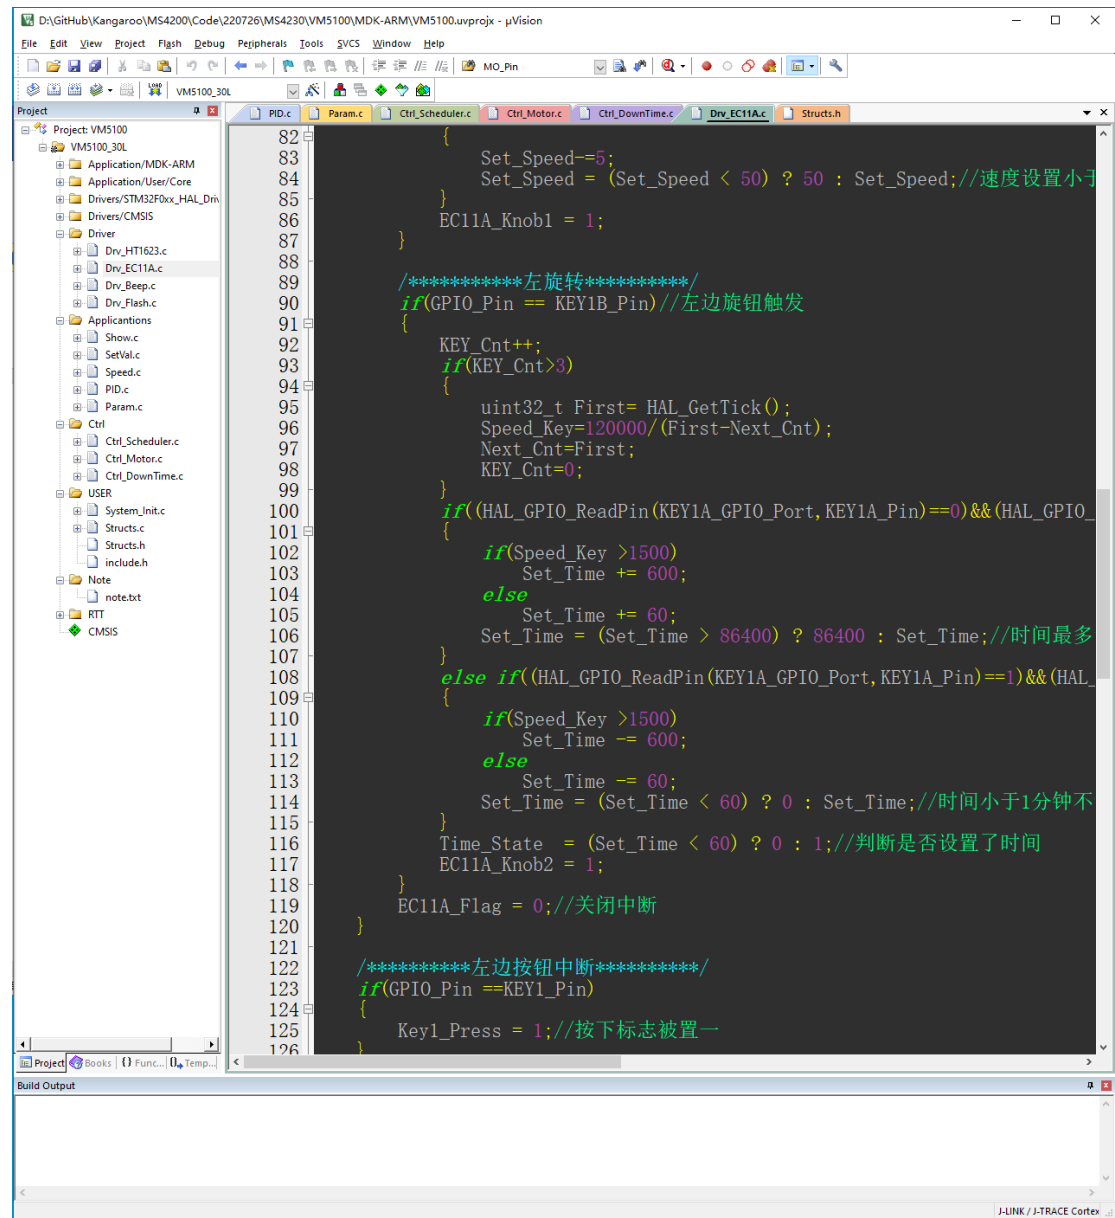 D:\GitHub\Kangaroo\MS4200\Code\220726\MS4230\VM5100\MDK-ARM\VM5100.uvprojx - µVision
File Edit View Project Flash Debug Peripherals Tools SVCS Window Help
MO_Pin
VM5100_30L
Project
Project: VM5100
VM5100_30L
Application/MDK-ARM
Application/User/Core
Drivers/STM32F0xx_HAL_Driv
Drivers/CMSIS
Driver
Drv_HT1623.c
Drv_EC11A.c
Drv_Beep.c
Drv_Flash.c
Applicantions
Show.c
SetVal.c
Speed.c
PID.c
Param.c
Ctrl
Ctrl_Scheduler.c
Ctrl_Motor.c
Ctrl_DownTime.c
USER
System_Init.c
Structs.c
Structs.h
include.h
Note
note.txt
RTT
CMSIS
Project Books {} Func... Temp...
PID.c Param.c Ctrl_Scheduler.c Ctrl_Motor.c Ctrl_DownTime.c Drv_EC11A.c Structs.h
82 {
83 Set_Speed-=5;
84 Set_Speed = (Set_Speed < 50) ? 50 : Set_Speed;//速度设置小于
85 }
86 EC11A_Knob1 = 1;
87 }
88
89 /***********左旋转**********/
90 if(GPIO_Pin == KEY1B_Pin)//左边旋钮触发
91 {
92 KEY_Cnt++;
93 if(KEY_Cnt>3)
94 {
95 uint32_t First= HAL_GetTick();
96 Speed_Key=120000/(First-Next_Cnt);
97 Next_Cnt=First;
98 KEY_Cnt=0;
99 }
100 if((HAL_GPIO_ReadPin(KEY1A_GPIO_Port,KEY1A_Pin)==0)&&(HAL_GPIO_
101 {
102 if(Speed_Key >1500)
103 Set_Time += 600;
104 else
105 Set_Time += 60;
106 Set_Time = (Set_Time > 86400) ? 86400 : Set_Time;//时间最多
107 }
108 else if((HAL_GPIO_ReadPin(KEY1A_GPIO_Port,KEY1A_Pin)==1)&&(HAL_
109 {
110 if(Speed_Key >1500)
111 Set_Time -= 600;
112 else
113 Set_Time -= 60;
114 Set_Time = (Set_Time < 60) ? 0 : Set_Time;//时间小于1分钟不
115 }
116 Time_State  = (Set_Time < 60) ? 0 : 1;//判断是否设置了时间
117 EC11A_Knob2 = 1;
118 }
119 EC11A_Flag = 0;//关闭中断
120 }
121
122 /**********左边按钮中断**********/
123 if(GPIO_Pin ==KEY1_Pin)
124 {
125 Key1_Press = 1;//按下标志被置一
126 }
Build Output
J-LINK / J-TRACE Cortex